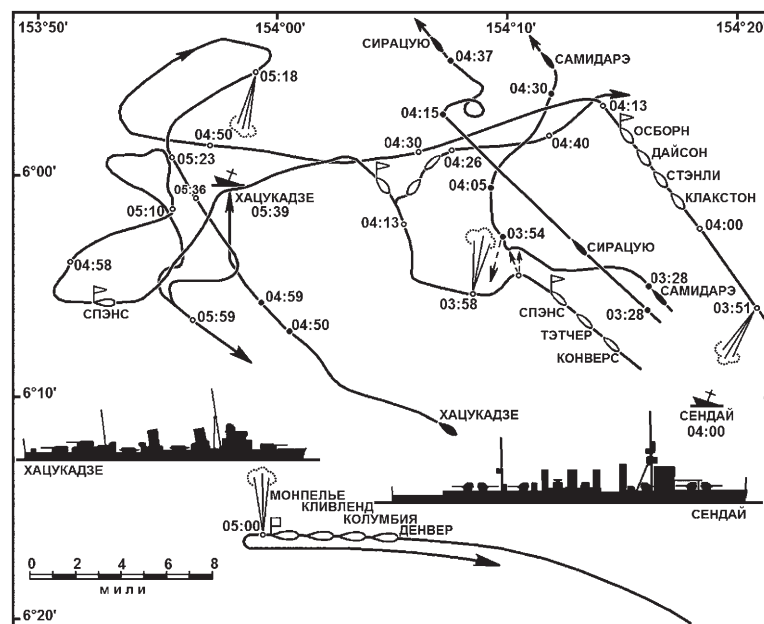 153°50'
154°00'
154°10'
154°20'
05:18
СИРАЦУЮ
04:37
САМИДАРЭ
04:30
04:15
04:13
04:50
04:30
04:26
04:40
ОСБОРН
ДАЙСОН
СТЭНЛИ
КЛАКСТОН
6°00'
05:23
05:36
ХАЦУКАДЗЕ
05:39
04:05
05:10
04:13
03:54
04:00
СИРАЦУЮ
04:58
03:28
САМИДАРЭ
03:58
СПЭНС
ТЭТЧЕР
КОНВЕРС
03:28
03:51
СПЭНС
04:59
05:59
04:50
6°10'
ХАЦУКАДЗЕ
СЕНДАЙ
04:00
ХАЦУКАДЗЕ
СЕНДАЙ
МОНПЕЛЬЕ
КЛИВЛЕНД
КОЛУМБИЯ
ДЕНВЕР
05:00
0 2 4 6 8
МИЛИ
6°20'